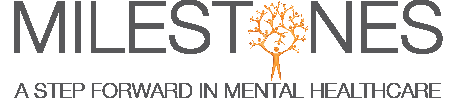 MILESTONES
A STEP FORWARD IN MENTAL HEALTHCARE